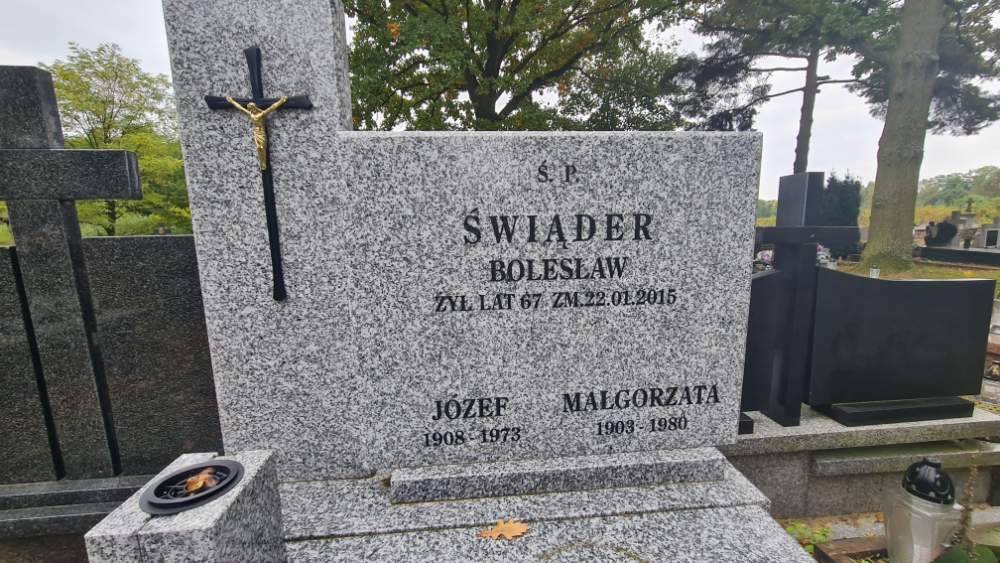 Ś. P.
ŚWIĄDER
BOLESŁAW
ŻYŁ LAT 67 ZM.22.01.2015
JÓZEF
1908-1973
MAŁGORZATA
1903-1980